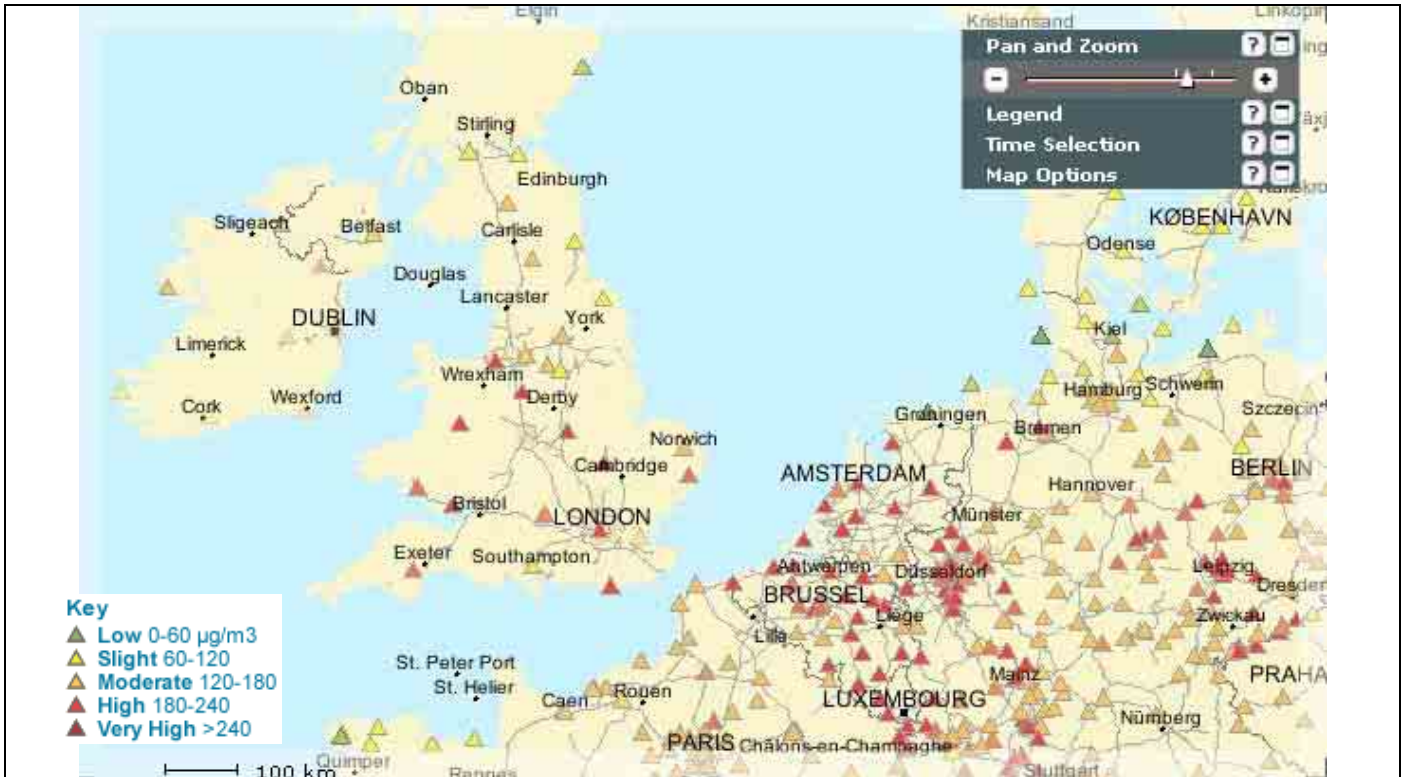 Elgin
Kristiansand
Pan and Zoom
?
-
+
Legend
?
Time Selection
?
Map Options
?
Oban
Stirling
Edinburgh
Sligeach
Belfast
Carlisle
KØBENHAVN
Odense
Douglas
Lancaster
DUBLIN
York
Kiel
Limerick
Wrexham
Derby
Hamburg
Schwerin
Cork
Wexford
Groningen
Bremen
Norwich
Cambridge
AMSTERDAM
BERLIN
Hannover
Bristol
LONDON
Münster
Exeter
Southampton
Antwerpen
Düsseldorf
Leipzig
Dresden
BRUSSEL
Liège
Zwickau
Lille
Key
Low 0-60 µg/m3
Slight 60-120
Moderate 120-180
High 180-240
Very High >240
St. Peter Port
St. Helier
Caen
Rouen
Mainz
PRAHA
LUXEMBOURG
Nürnberg
PARIS
Châlons-en-Champagne
Quimper
Rennes
Stuttgart
100 km